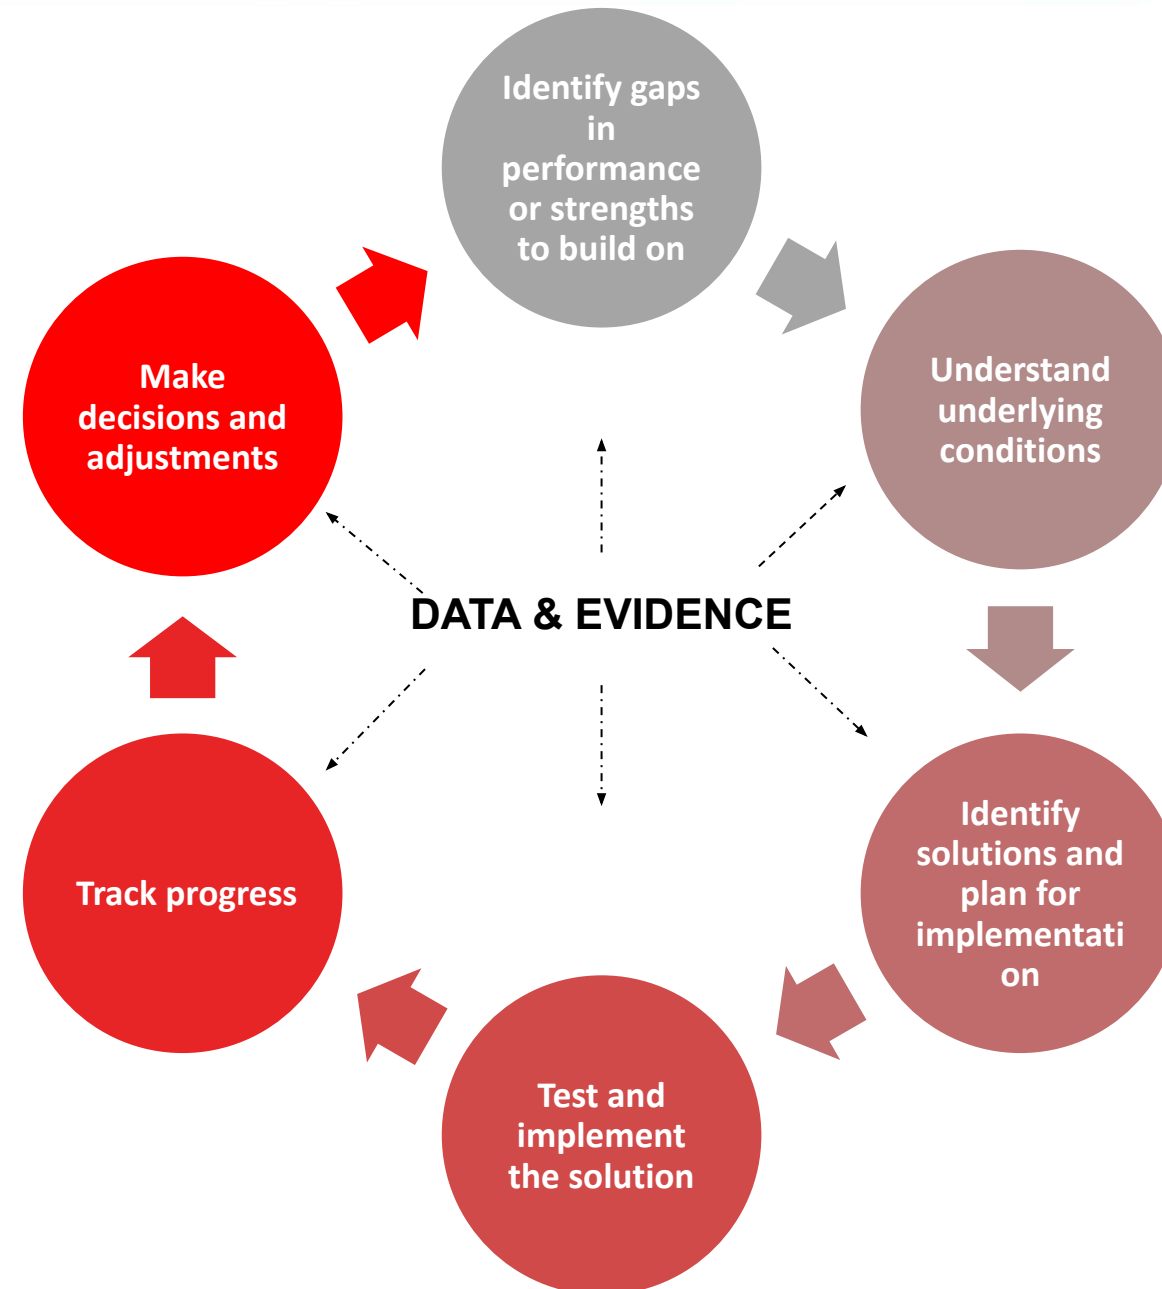 Identify gaps
in
performance
or strengths
to build on
Understand
underlying
conditions
Identify
solutions and
plan for
implementati
on
Test and
implement
the solution
Track progress
Make
decisions and
adjustments
DATA & EVIDENCE